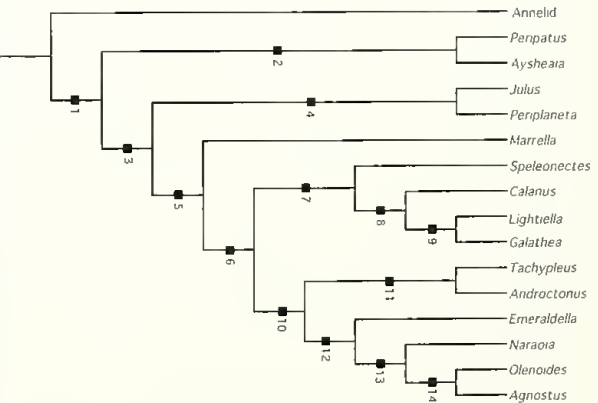 Annelid
Peripatus
2
Aysheaia
1
Julus
4
Periplaneta
3
Marrella
5
Speleonectes
7
Calanus
8
Lightiella
9
Galathea
6
Tachypleus
11
Androctonus
10
Emeraldella
12
Naraoia
13
Olenoides
14
Agnostus